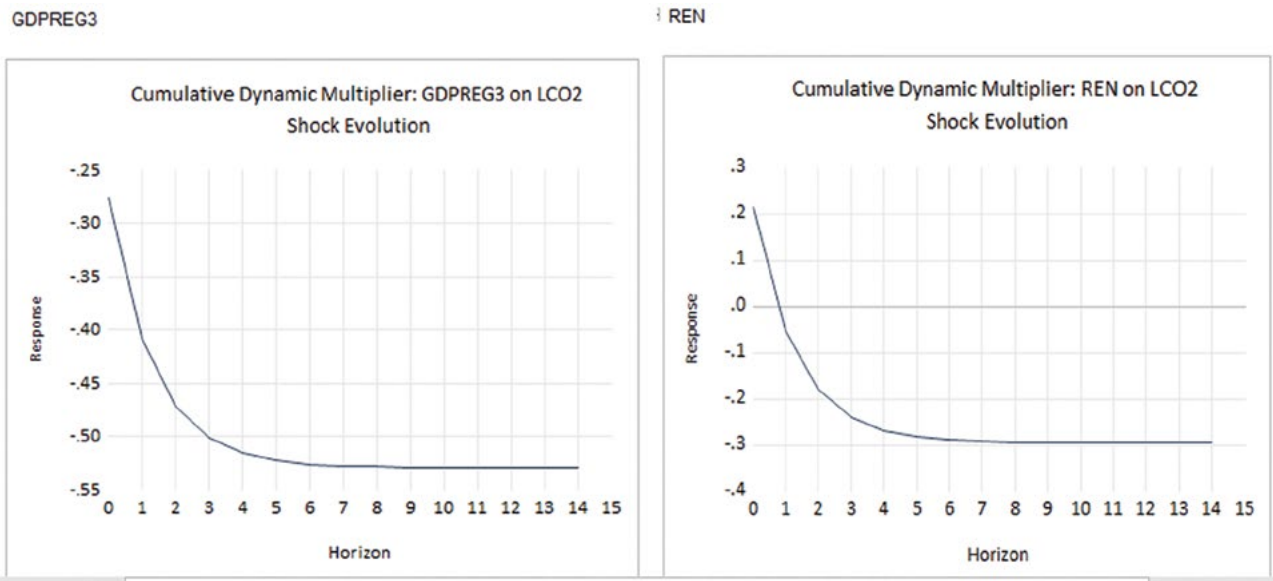 GDPREG3
REN
Cumulative Dynamic Multiplier: GDPREG3 on LCO2
Shock Evolution
-.25
-.30
-.35
-.40
-.45
-.50
-.55
Response
0 1 2 3 4 5 6 7 8 9 10 11 12 13 14 15
Horizon
Cumulative Dynamic Multiplier: REN on LCO2
Shock Evolution
.3
.2
.1
.0
-.1
-.2
-.3
-.4
Response
0 1 2 3 4 5 6 7 8 9 10 11 12 13 14 15
Horizon